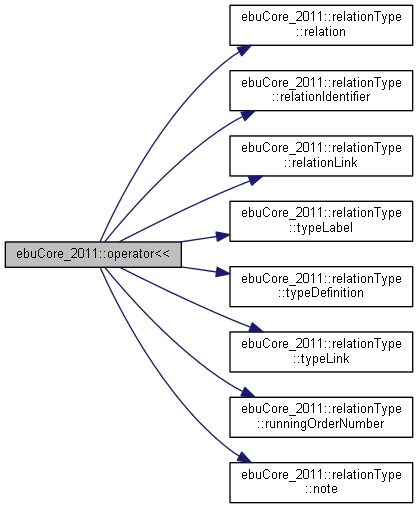 ebuCore_2011::relationType
::relation
ebuCore_2011::relationType
::relationIdentifier
ebuCore_2011::relationType
::relationLink
ebuCore_2011::relationType
::typeLabel
ebuCore_2011::operator<<
ebuCore_2011::relationType
::typeDefinition
ebuCore_2011::relationType
::typeLink
ebuCore_2011::relationType
::runningOrderNumber
ebuCore_2011::relationType
::note